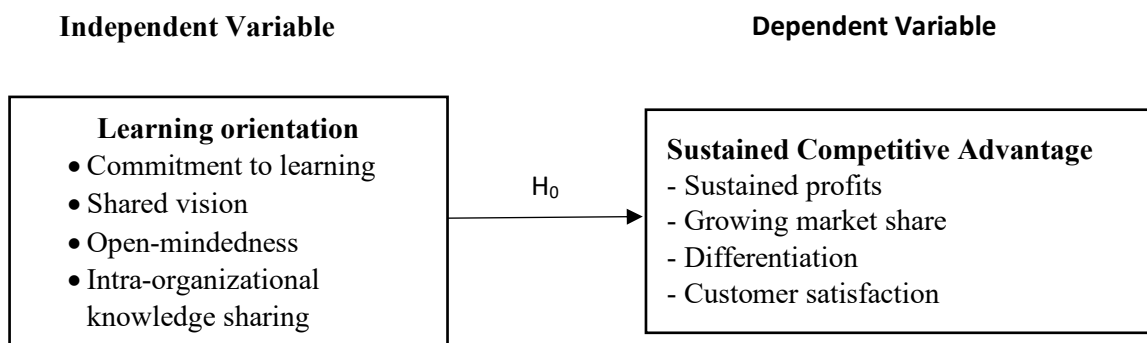 Independent Variable
Dependent Variable
Learning orientation
• Commitment to learning
• Shared vision
• Open-mindedness
• Intra-organizational
knowledge sharing
H₀
Sustained Competitive Advantage
- Sustained profits
- Growing market share
- Differentiation
- Customer satisfaction